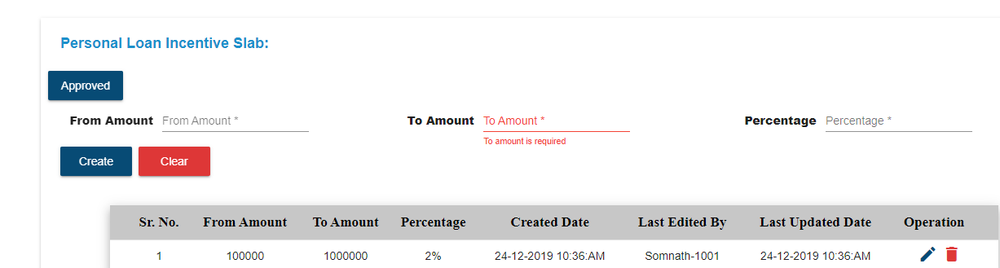 Personal Loan Incentive Slab:
Approved
From Amount From Amount * To Amount To Amount * Percentage Percentage *
To amount is required
Create Clear
Sr. No. From Amount To Amount Percentage Created Date Last Edited By Last Updated Date Operation
1 100000 1000000 2% 24-12-2019 10:36:AM Somnath-1001 24-12-2019 10:36:AM